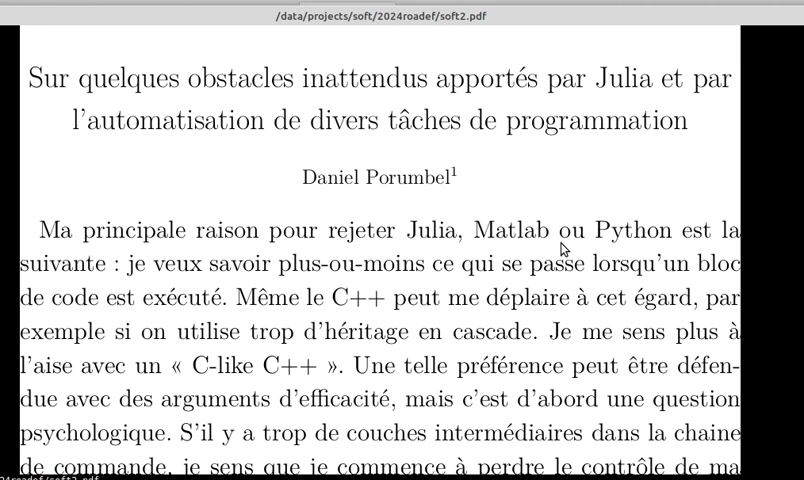 /data/projects/soft/2024roadef/soft2.pdf
Sur quelques obstacles inattendus apportés par Julia et par
l'automatisation de divers tâches de programmation
Daniel Porumbel¹
Ma principale raison pour rejeter Julia, Matlab ou Python est la
suivante : je veux savoir plus-ou-moins ce qui se passe lorsqu'un bloc
de code est exécuté. Même le C++ peut me déplaire à cet égard, par
exemple si on utilise trop d'héritage en cascade. Je me sens plus à
l'aise avec un « C-like C++ ». Une telle préférence peut être défen-
due avec des arguments d'efficacité, mais c'est d'abord une question
psychologique. S'il y a trop de couches intermédiaires dans la chaine
de commande, je sens que je commence à perdre le contrôle de ma
24roadef/soft2.pdf